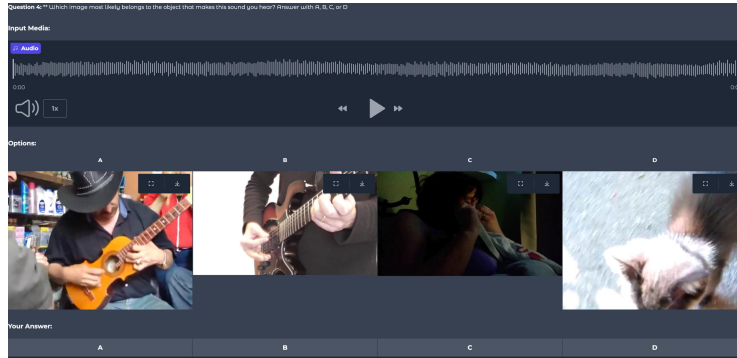 Question 4: ** Which image most likely belongs to the object that makes this sound you hear? Answer with A, B, C, or D
Input Media:
Audio
0:00
1x
Options:
A B C D
Your Answer:
A B C D